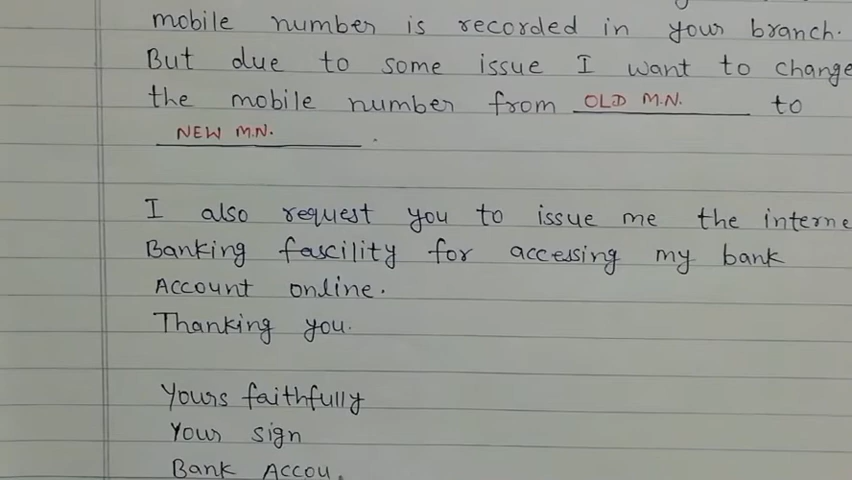 mobile number is recorded in your branch.
But due to some issue I want to change
the mobile number from OLD M.N. to
NEW M.N. .
I also request you to issue me the interne
Banking fascility for accessing my bank
Account online.
Thanking you.
Yours faithfully
Your sign
Bank Accou.